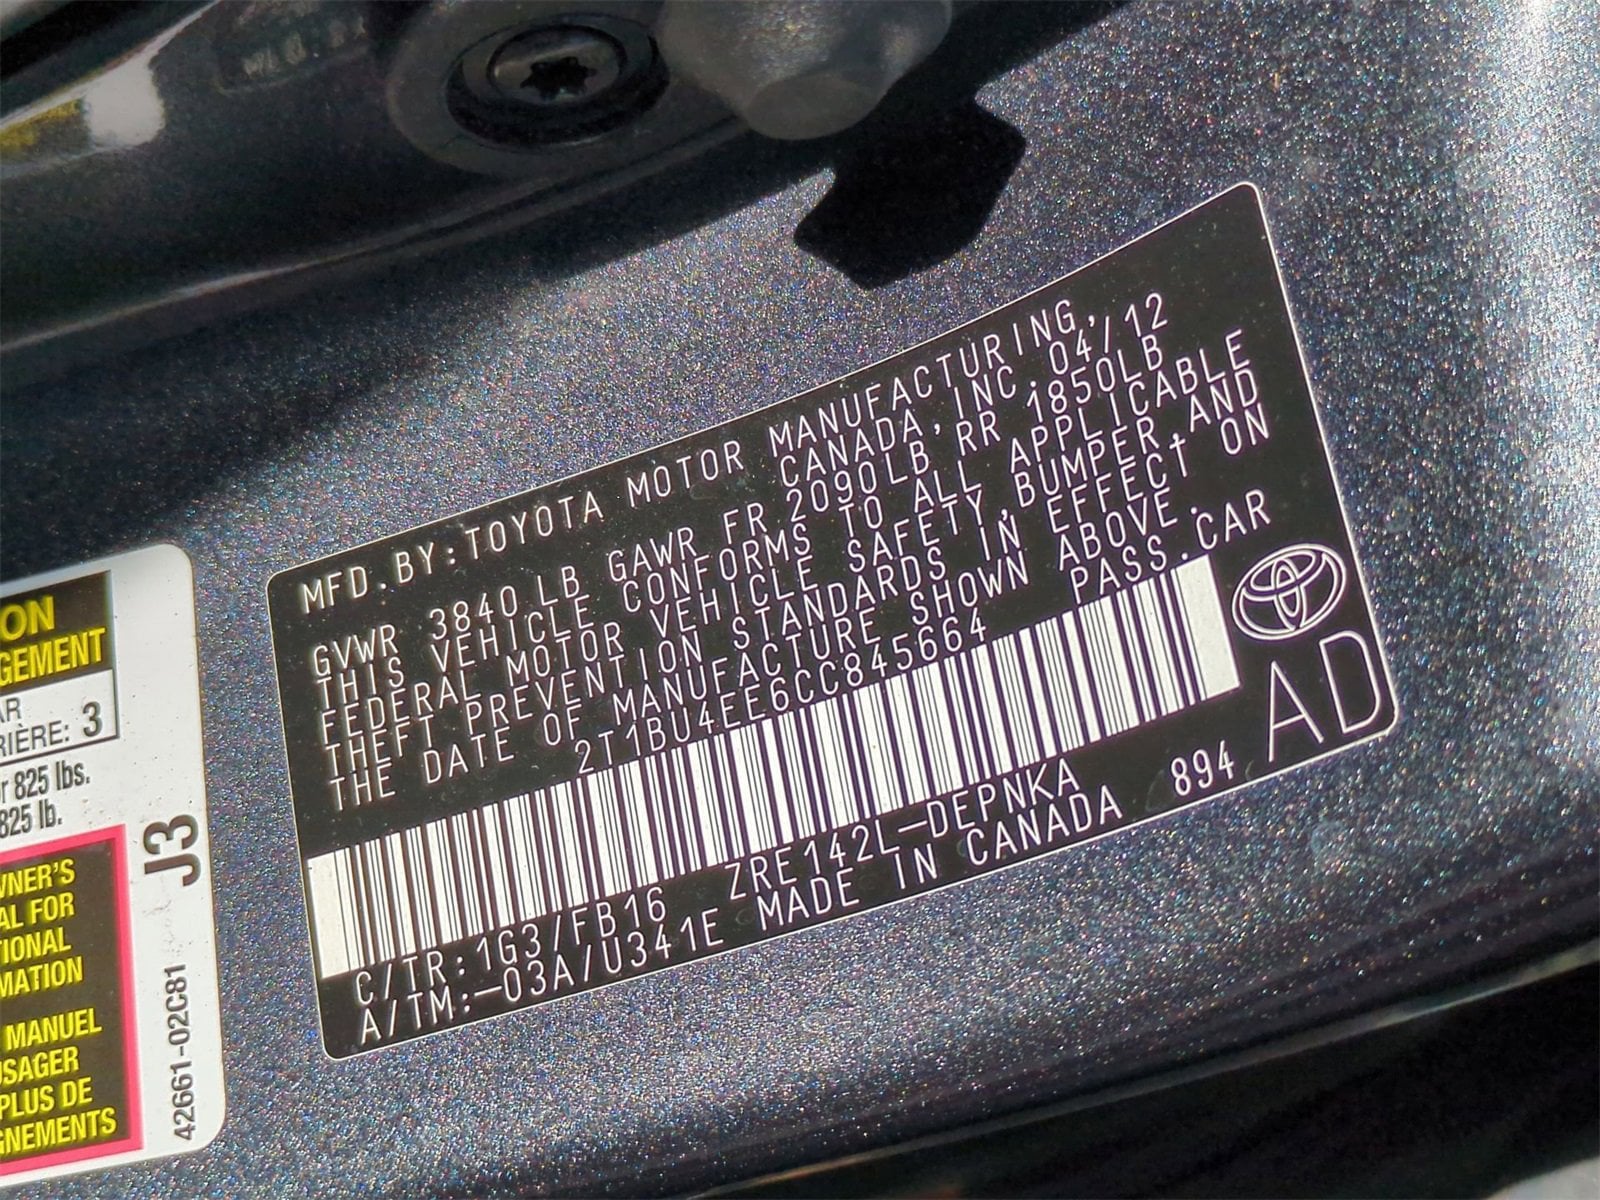 MFD.BY:TOYOTA MOTOR MANUFACTURING,
CANADA, INC. 04/12
GVWR 3840 LB GAWR FR 2090LB RR 1850LB
THIS VEHICLE CONFORMS TO ALL APPLICABLE
FEDERAL MOTOR VEHICLE SAFETY,BUMPER AND
THEFT PREVENTION STANDARDS IN EFFECT ON
THE DATE OF MANUFACTURE SHOWN ABOVE.
2T1BU4EE6CC845664 PASS.CAR
C/TR:1G3/FB16 ZRE142L-DEPNKA
A/TM:-03A/U341E MADE IN CANADA 894
AD
ON
GEMENT
AR
RIÈRE: 3
r 825 lbs.
825 lb.
WNER'S
AL FOR
TIONAL
MATION
MANUEL
USAGER
PLUS DE
GNEMENTS
J3
42661-02C81